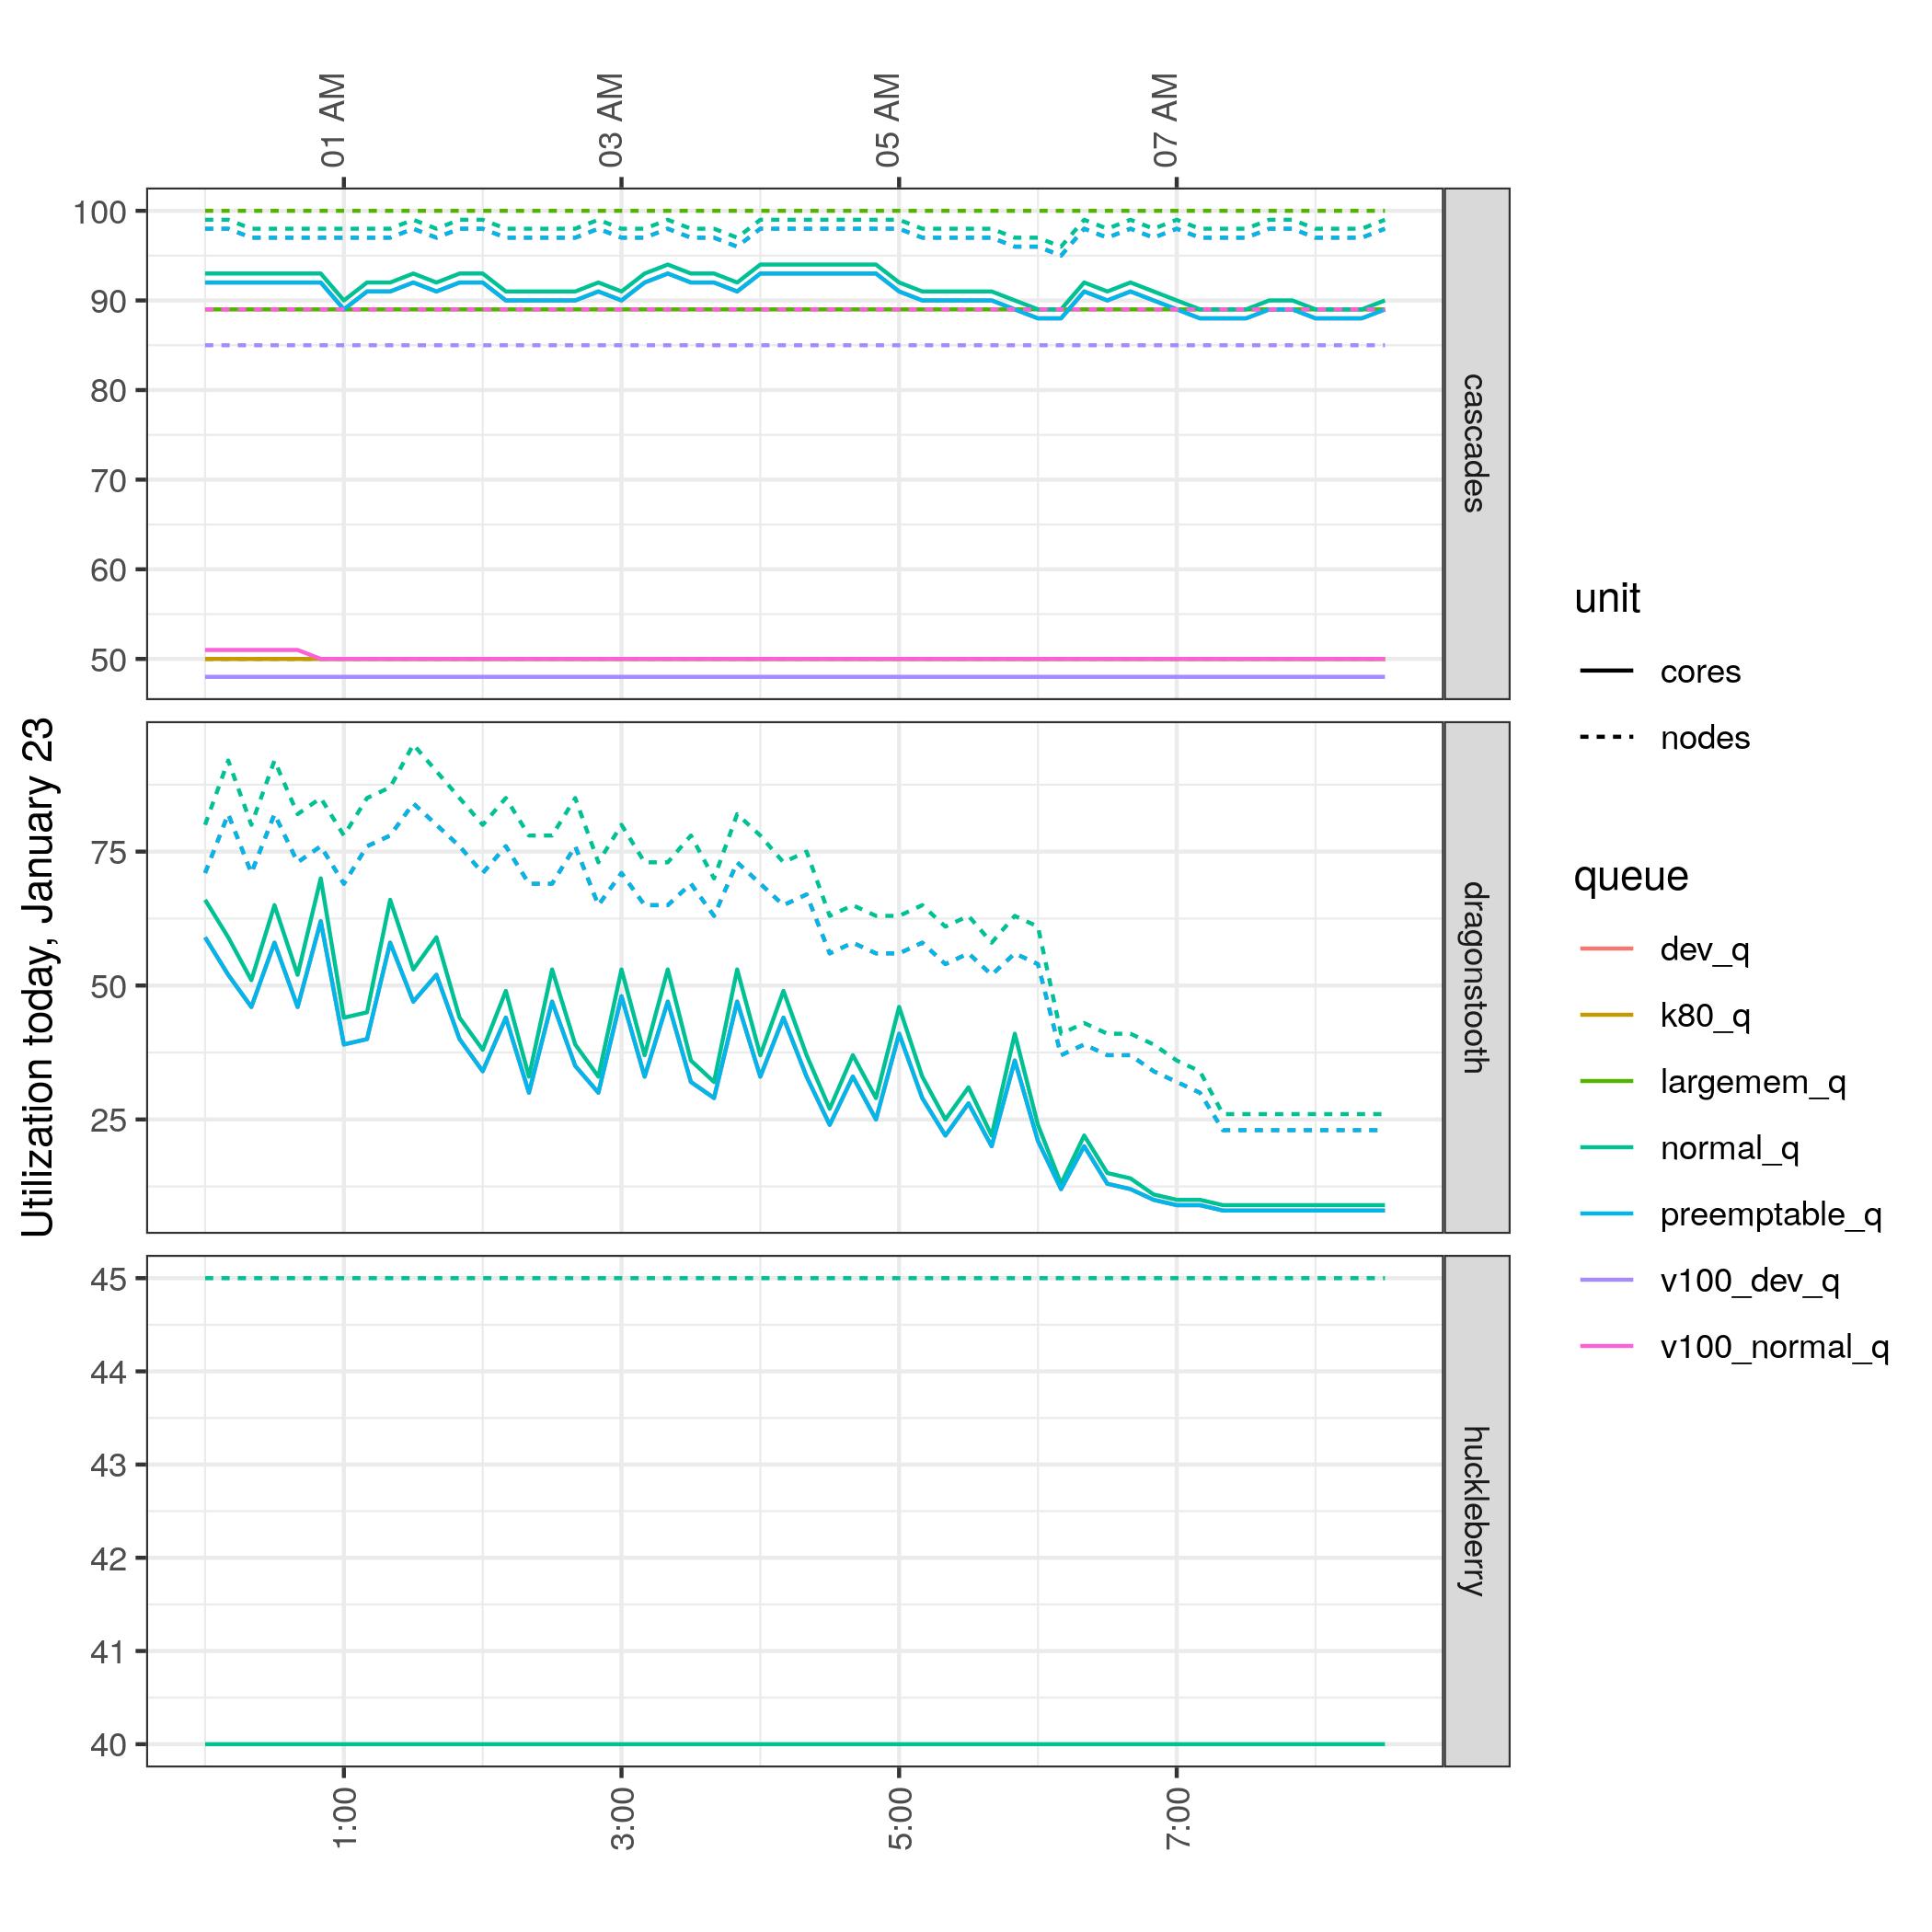 01 AM
03 AM
05 AM
07 AM
100
90
80
70
60
50
cascades
Utilization today, January 23
75
50
25
dragonstooth
45
44
43
42
41
40
huckleberry
1:00
3:00
5:00
7:00
unit
cores
nodes
queue
dev_q
k80_q
largemem_q
normal_q
preemptable_q
v100_dev_q
v100_normal_q